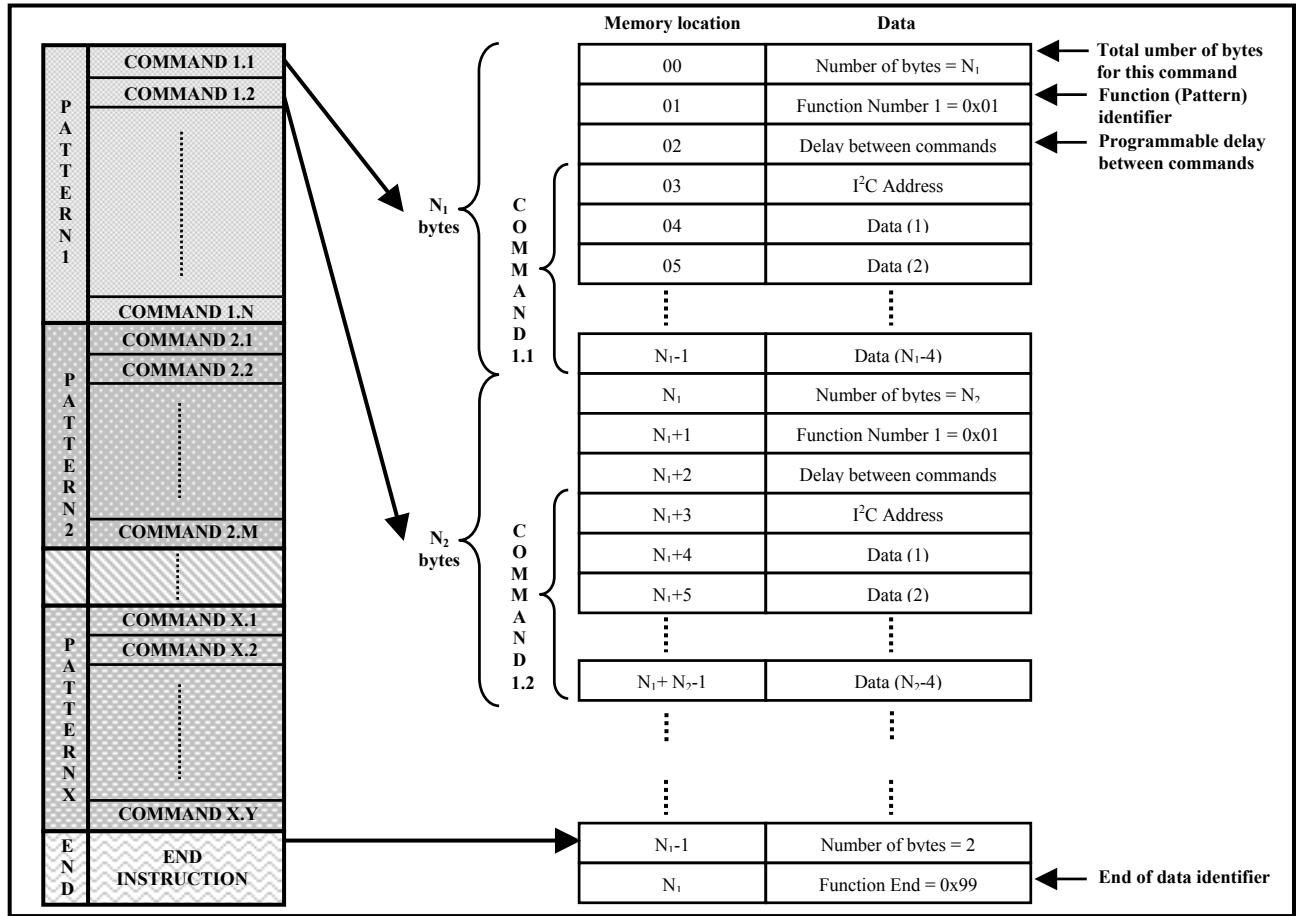 Memory location Data
P A T T E R N 1
COMMAND 1.1
COMMAND 1.2
COMMAND 1.N
P A T T E R N 2
COMMAND 2.1
COMMAND 2.2
COMMAND 2.M
P A T T E R N X
COMMAND X.1
COMMAND X.2
COMMAND X.Y
E N D
END
INSTRUCTION
N₁
bytes
N₂
bytes
C O M M A N D 1.1
C O M M A N D 1.2
00 Number of bytes = N₁
01 Function Number 1 = 0x01
02 Delay between commands
03 I²C Address
04 Data (1)
05 Data (2)
N₁-1 Data (N₁-4)
N₁ Number of bytes = N₂
N₁+1 Function Number 1 = 0x01
N₁+2 Delay between commands
N₁+3 I²C Address
N₁+4 Data (1)
N₁+5 Data (2)
N₁+ N₂-1 Data (N₂-4)
N₁-1 Number of bytes = 2
N₁ Function End = 0x99
Total umber of bytes
for this command
Function (Pattern)
identifier
Programmable delay
between commands
End of data identifier